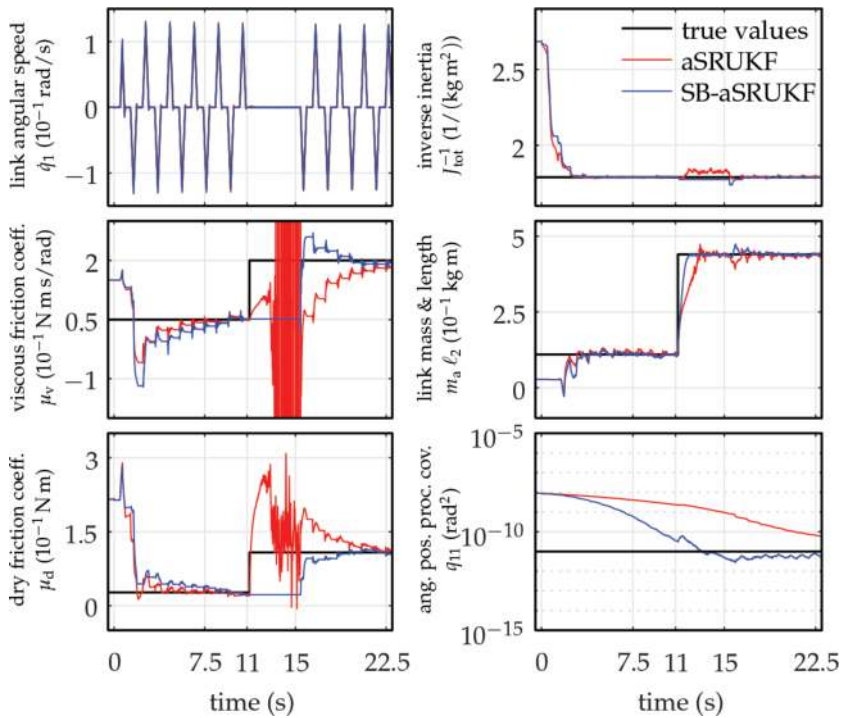 link angular speed
q̇₁ (10⁻¹ rad / s)
1
0
−1
inverse inertia
J⁻¹tot (1/(kg m²))
2.6
1.8
true values
aSRUKF
SB-aSRUKF
viscous friction coeff.
μᵥ (10⁻¹ N m s/rad)
2
0.5
−1
link mass & length
mₐ ℓ₂ (10⁻¹ kg m)
5
2.5
0
dry friction coeff.
μd (10⁻¹ N m)
3
1.5
0
0 7.5 11 15 22.5
time (s)
ang. pos. proc. cov.
q₁₁ (rad²)
10⁻⁵
10⁻¹⁰
10⁻¹⁵
0 7.5 11 15 22.5
time (s)